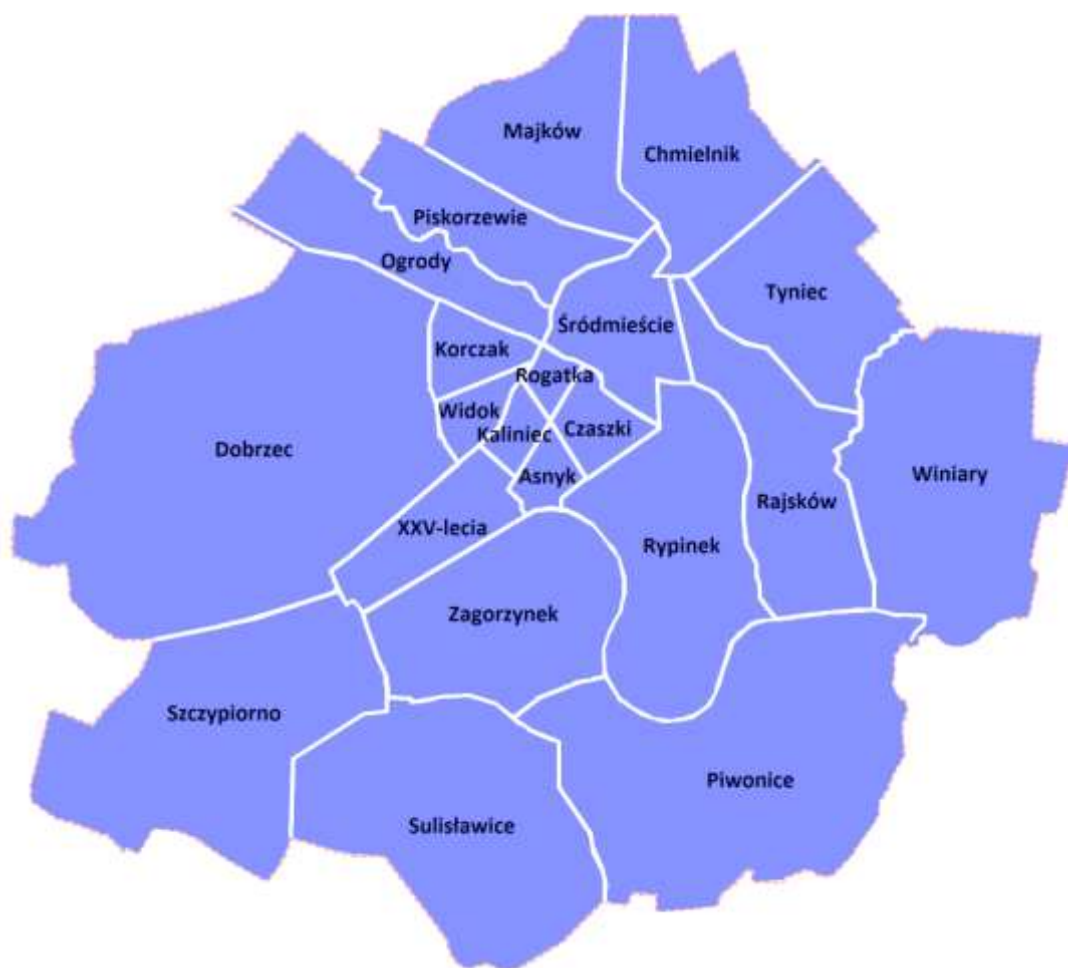 Majków
Chmielnik
Piskorzewie
Ogrody
Tyniec
Śródmieście
Korczak
Rogatka
Widok
Kaliniec
Czaszki
Dobrzec
Asnyk
Winiary
Rajsków
XXV-lecia
Rypinek
Zagorzynek
Szczypiorno
Piwonice
Sulisławice